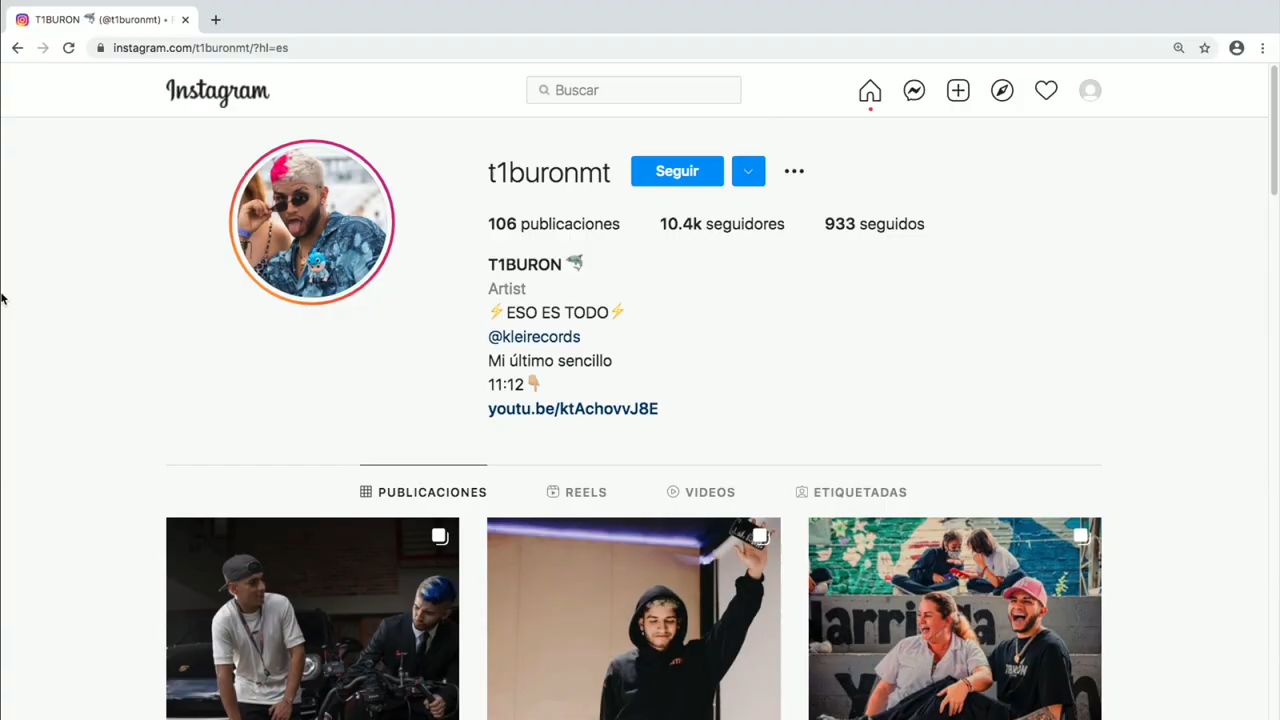 T1BURON 🦈 (@t1buronmt) •
instagram.com/t1buronmt/?hl=es
Instagram
Buscar
t1buronmt
Seguir
106 publicaciones
10.4k seguidores
933 seguidos
T1BURON 🦈
Artist
⚡ESO ES TODO⚡
@kleirecords
Mi último sencillo
11:12👇🏼
youtu.be/ktAchovvJ8E
PUBLICACIONES
REELS
VIDEOS
ETIQUETADAS
T1BURON